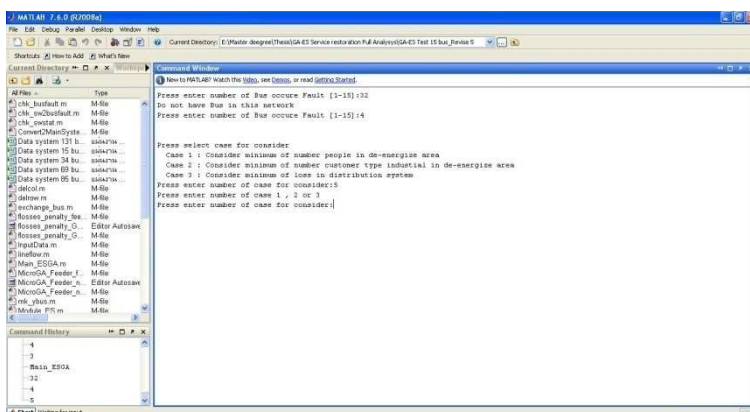 MATLAB 7.6.0 (R2008a)
File Edit Debug Parallel Desktop Window Help
Current Directory: E:\Master deegree\Thesis\GA-ES Service restoration Full Analysys\GA-ES Test 15 bus_Revise 5
Shortcuts How to Add What's New
Current Directory
All Files Type
chk_busfault.m M-file
chk_sw2busfault.m M-file
chk_swstat.m M-file
Convert2MainSyste... M-file
Data system 131 b...
Data system 15 bu...
Data system 34 bu...
Data system 69 bu...
Data system 85 bu...
delcol.m M-file
delrow.m M-file
exchange_bus.m M-file
flosses_penalty_fee... M-file
flosses_penalty_G... Editor Autosave
flosses_penalty_G... M-file
InputData.m M-file
lineflow.m M-file
Main_ESGA.m M-file
MicroGA_Feeder_f... M-file
MicroGA_Feeder_n... Editor Autosave
MicroGA_Feeder_n... M-file
mk_ybus.m M-file
Module_ES.m M-file
Command History
4
3
Main_ESGA
32
4
5
Start
Command Window
New to MATLAB? Watch this Video, see Demos, or read Getting Started.
Press enter number of Bus occure Fault [1-15]:32
Do not have Bus in this network
Press enter number of Bus occure Fault [1-15]:4
Press select case for consider
Case 1 : Consider minimum of number people in de-energize area
Case 2 : Consider minimum of number customer type industial in de-energize area
Case 3 : Consider minimum of loss in distribution system
Press enter number of case for consider:5
Press enter number of case 1 , 2 or 3
Press enter number of case for consider: